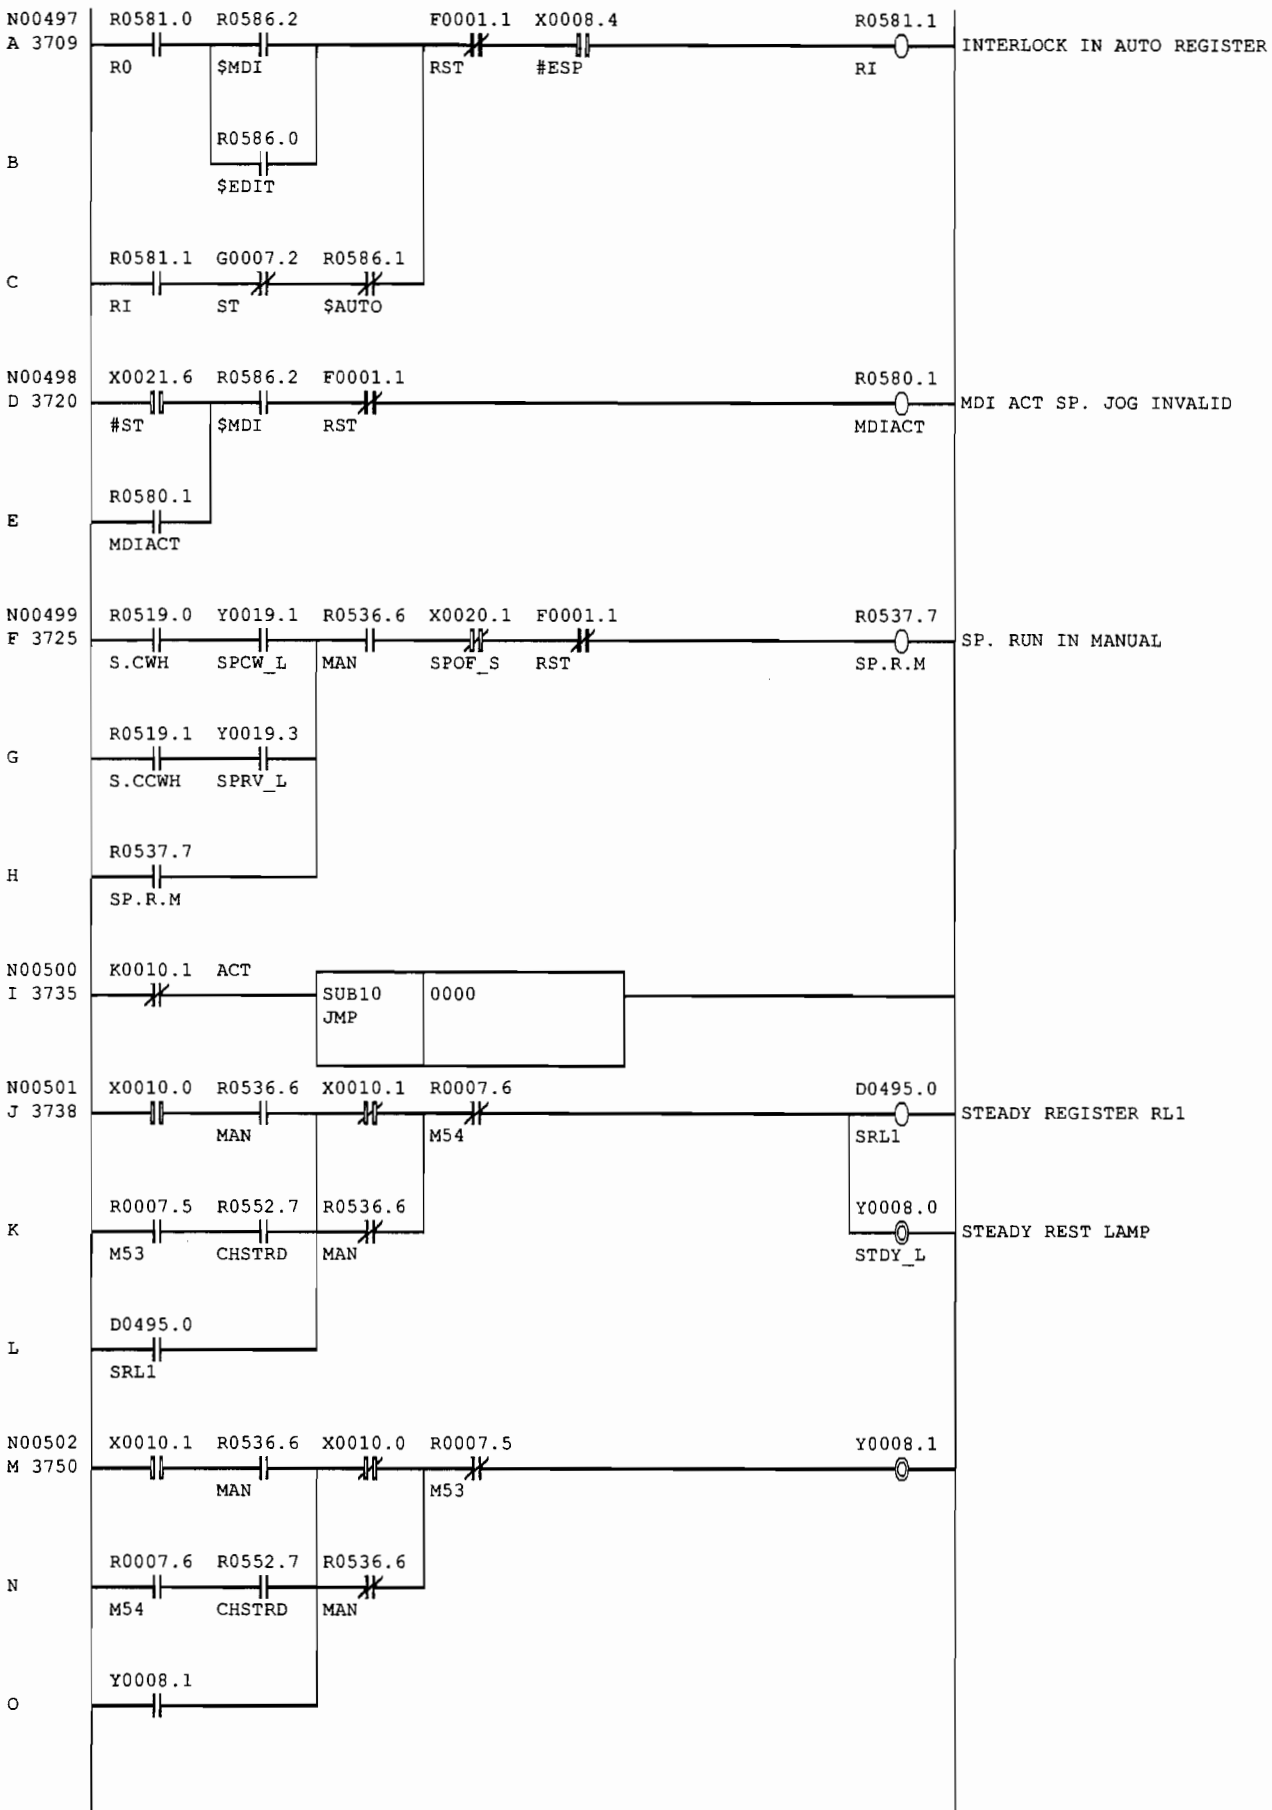 N00497 R0581.0 R0586.2 F0001.1 X0008.4 R0581.1
A 3709 INTERLOCK IN AUTO REGISTER
R0 $MDI RST #ESP RI
R0586.0
B
$EDIT
R0581.1 G0007.2 R0586.1
C
RI ST $AUTO
N00498 X0021.6 R0586.2 F0001.1 R0580.1
D 3720 MDI ACT SP. JOG INVALID
#ST $MDI RST MDIACT
R0580.1
E
MDIACT
N00499 R0519.0 Y0019.1 R0536.6 X0020.1 F0001.1 R0537.7
F 3725 SP. RUN IN MANUAL
S.CWH SPCW_L MAN SPOF_S RST SP.R.M
R0519.1 Y0019.3
G
S.CCWH SPRV_L
R0537.7
H
SP.R.M
N00500 K0010.1 ACT
I 3735 SUB10 0000
JMP
N00501 X0010.0 R0536.6 X0010.1 R0007.6 D0495.0
J 3738 STEADY REGISTER RL1
MAN M54 SRL1
R0007.5 R0552.7 R0536.6 Y0008.0
K STEADY REST LAMP
M53 CHSTRD MAN STDY_L
D0495.0
L
SRL1
N00502 X0010.1 R0536.6 X0010.0 R0007.5 Y0008.1
M 3750
MAN M53
R0007.6 R0552.7 R0536.6
N
M54 CHSTRD MAN
Y0008.1
O